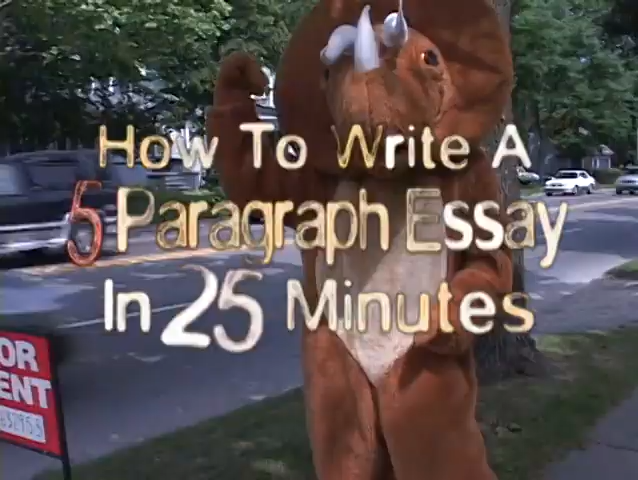 How To Write A
5 Paragraph Essay
In 25 Minutes
OR
ENT